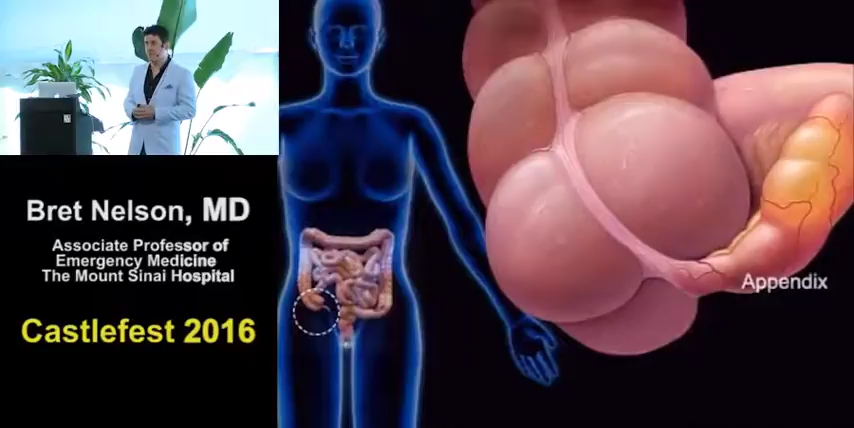 Bret Nelson, MD
Associate Professor of
Emergency Medicine
The Mount Sinai Hospital
Castlefest 2016
Appendix